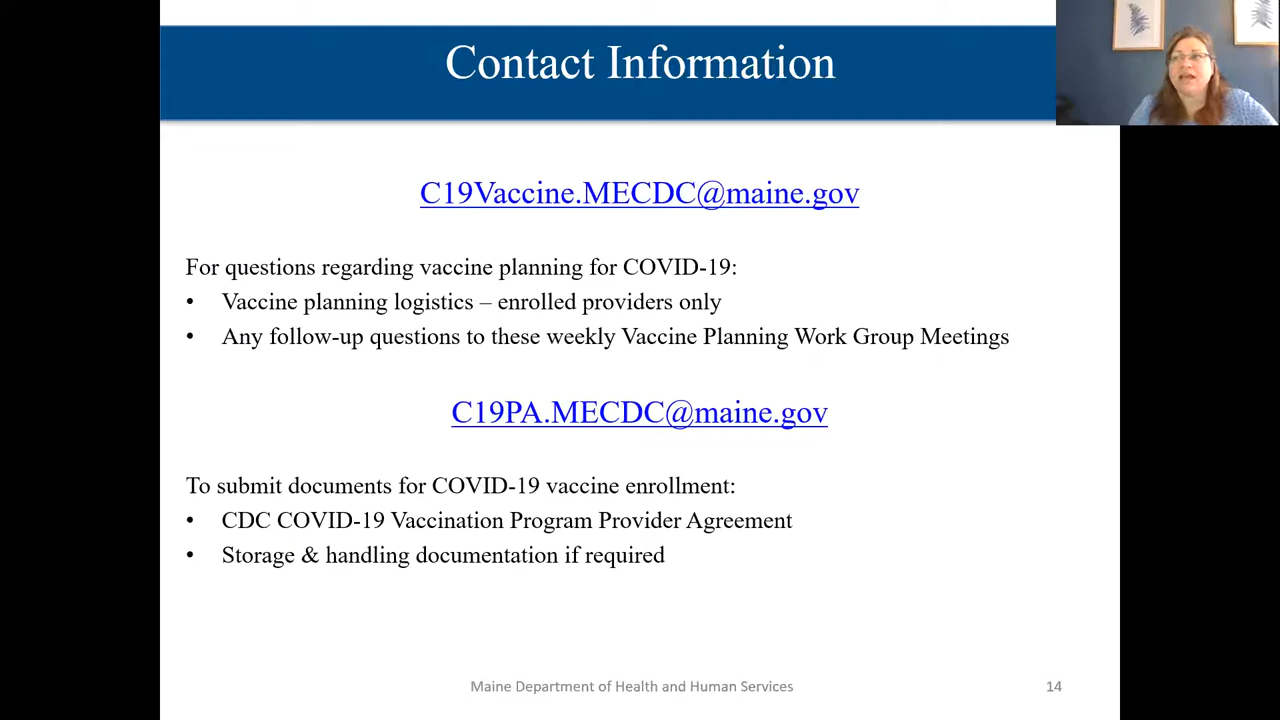 Contact Information
C19Vaccine.MECDC@maine.gov
For questions regarding vaccine planning for COVID-19:
• Vaccine planning logistics – enrolled providers only
• Any follow-up questions to these weekly Vaccine Planning Work Group Meetings
C19PA.MECDC@maine.gov
To submit documents for COVID-19 vaccine enrollment:
• CDC COVID-19 Vaccination Program Provider Agreement
• Storage & handling documentation if required
Maine Department of Health and Human Services
14